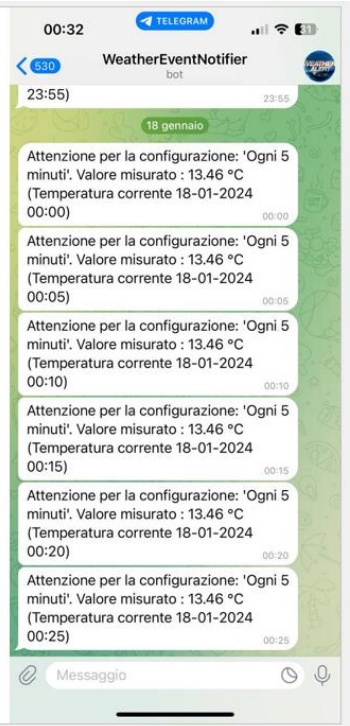 00:32
TELEGRAM
31
530
WeatherEventNotifier
bot
WEATHER
ALERT
23:55)
23:55
18 gennaio
Attenzione per la configurazione: 'Ogni 5
minuti'. Valore misurato : 13.46 °C
(Temperatura corrente 18-01-2024
00:00)
00:00
Attenzione per la configurazione: 'Ogni 5
minuti'. Valore misurato : 13.46 °C
(Temperatura corrente 18-01-2024
00:05)
00:05
Attenzione per la configurazione: 'Ogni 5
minuti'. Valore misurato : 13.46 °C
(Temperatura corrente 18-01-2024
00:10)
00:10
Attenzione per la configurazione: 'Ogni 5
minuti'. Valore misurato : 13.46 °C
(Temperatura corrente 18-01-2024
00:15)
00:15
Attenzione per la configurazione: 'Ogni 5
minuti'. Valore misurato : 13.46 °C
(Temperatura corrente 18-01-2024
00:20)
00:20
Attenzione per la configurazione: 'Ogni 5
minuti'. Valore misurato : 13.46 °C
(Temperatura corrente 18-01-2024
00:25)
00:25
Messaggio